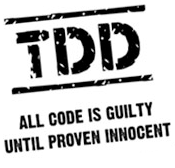 TDD
ALL CODE IS GUILTY
UNTIL PROVEN INNOCENT